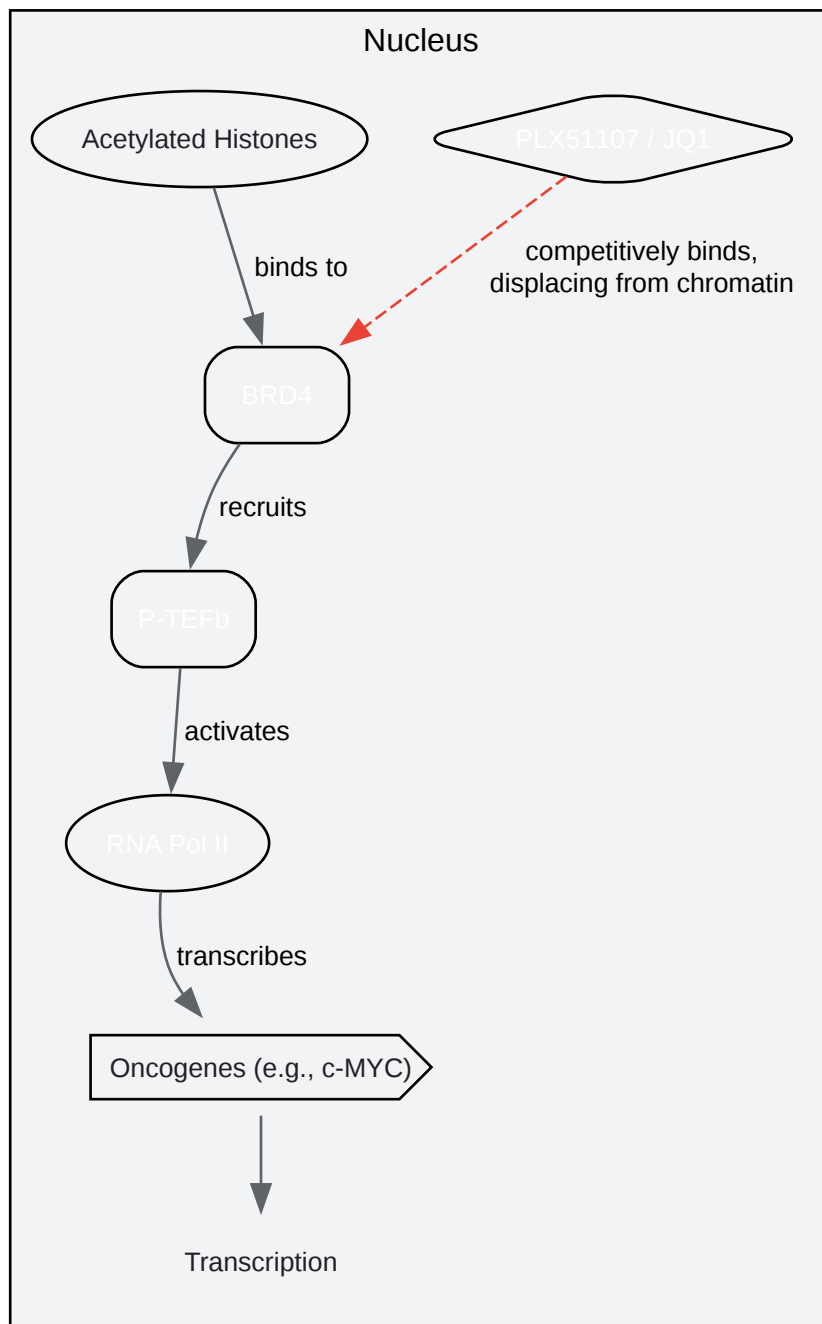 Nucleus
Acetylated Histones
PLX51107 / JQ1
binds to
competitively binds,
displacing from chromatin
BRD4
recruits
P-TEFb
activates
RNA Pol II
transcribes
Oncogenes (e.g., c-MYC)
Transcription